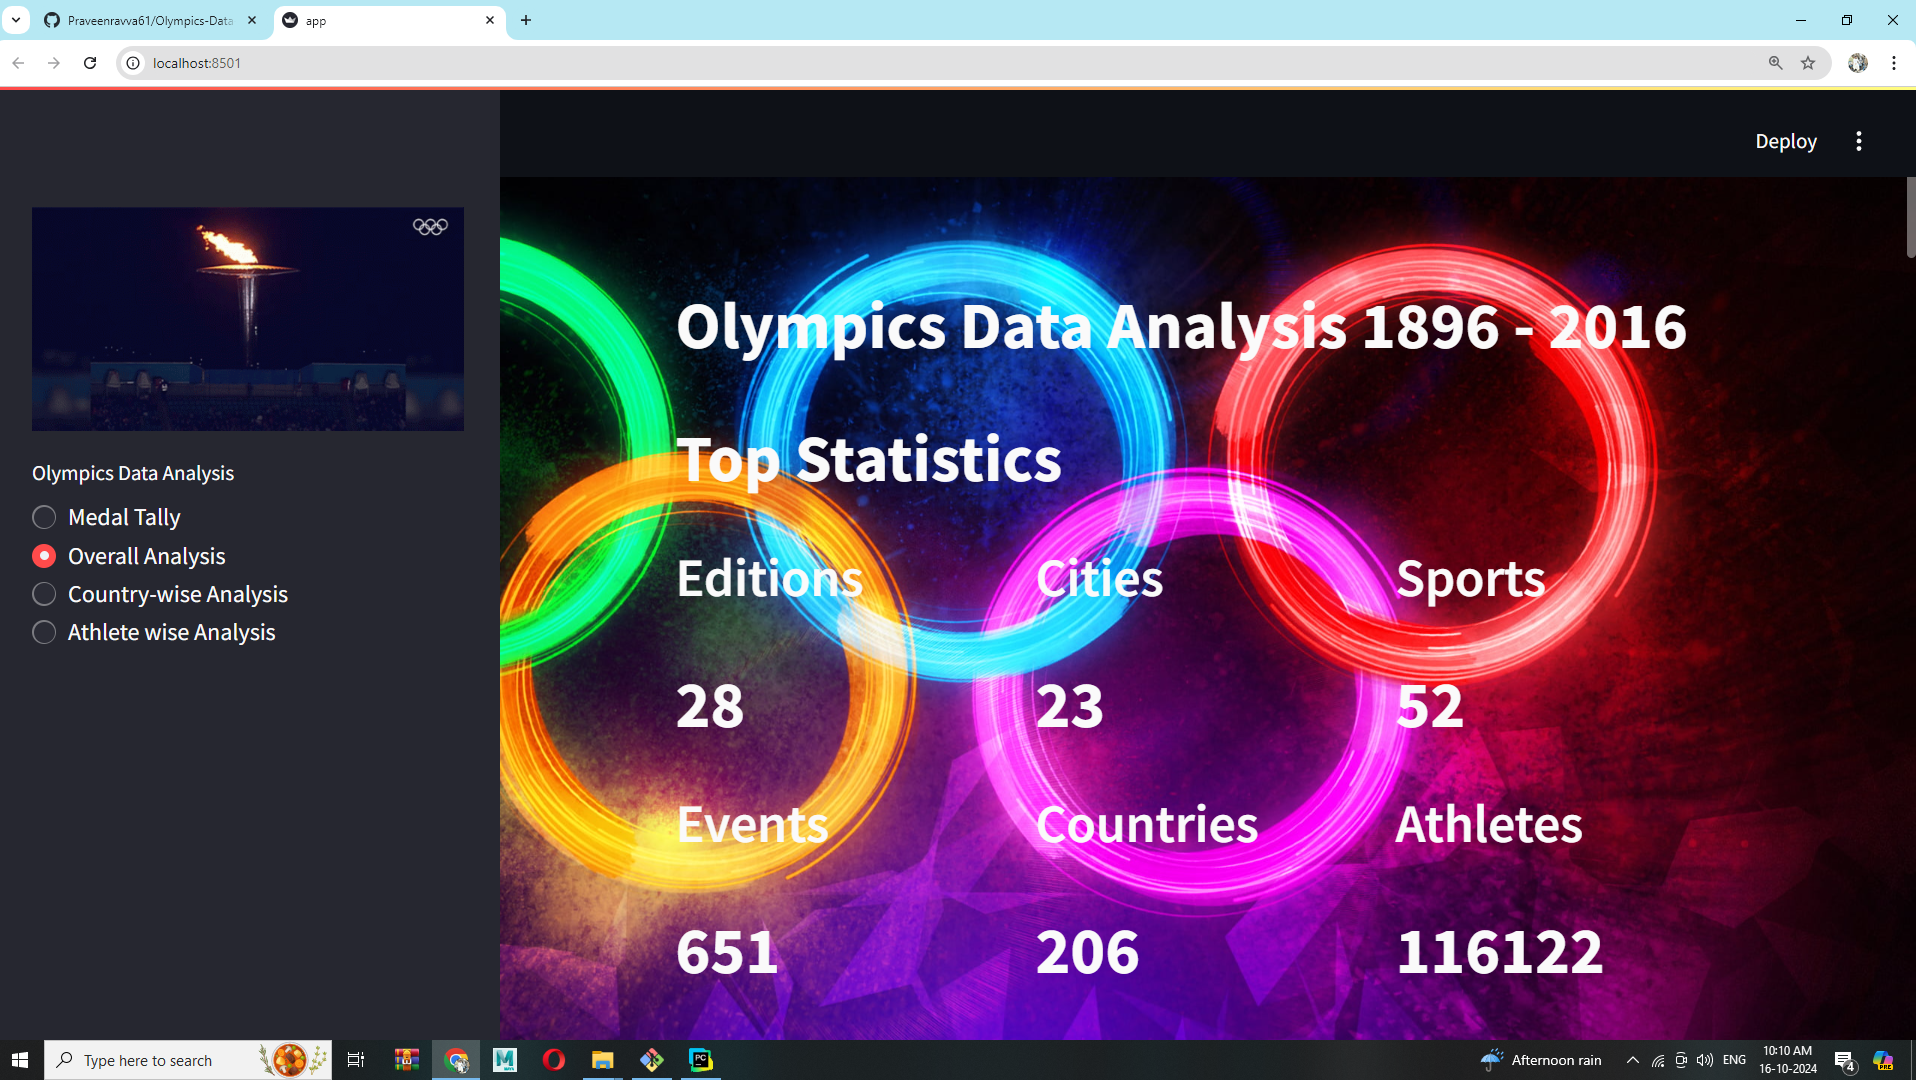 Praveenravva61/Olympics-Data
app
localhost:8501
Deploy
Olympics Data Analysis
Medal Tally
Overall Analysis
Country-wise Analysis
Athlete wise Analysis
Olympics Data Analysis 1896 - 2016
Top Statistics
Editions
Cities
Sports
28
23
52
Events
Countries
Athletes
651
206
116122
Type here to search
M
PC
Afternoon rain
ENG
10:10 AM
16-10-2024
4
PRE